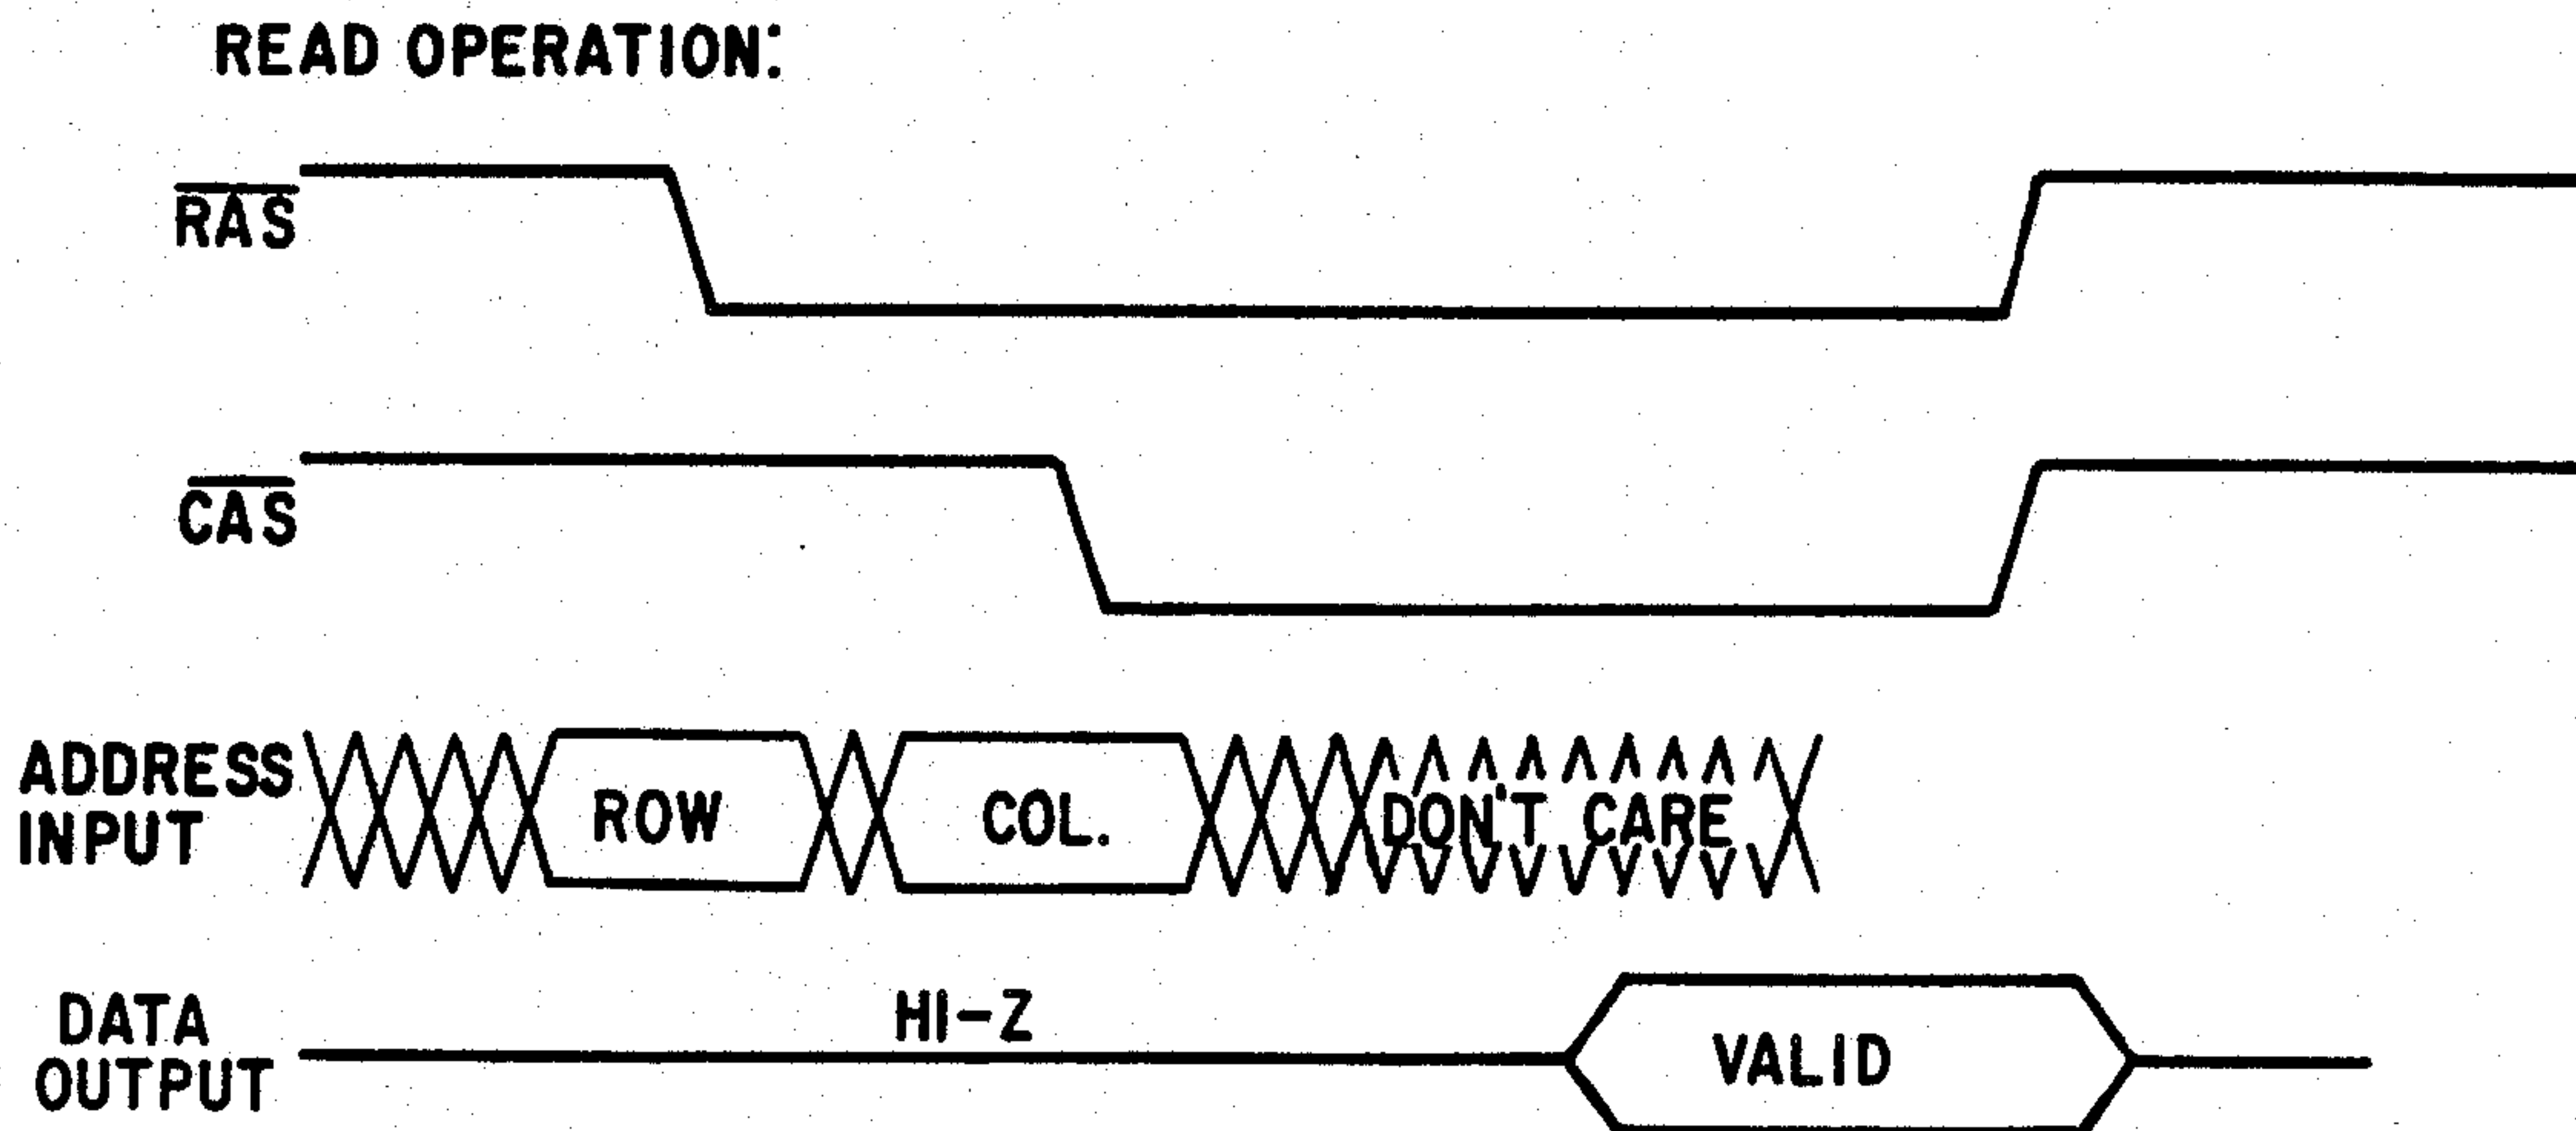 READ OPERATION:
RAS
CAS
ADDRESS
INPUT
ROW
COL.
DON'T CARE
DATA
OUTPUT
HI-Z
VALID